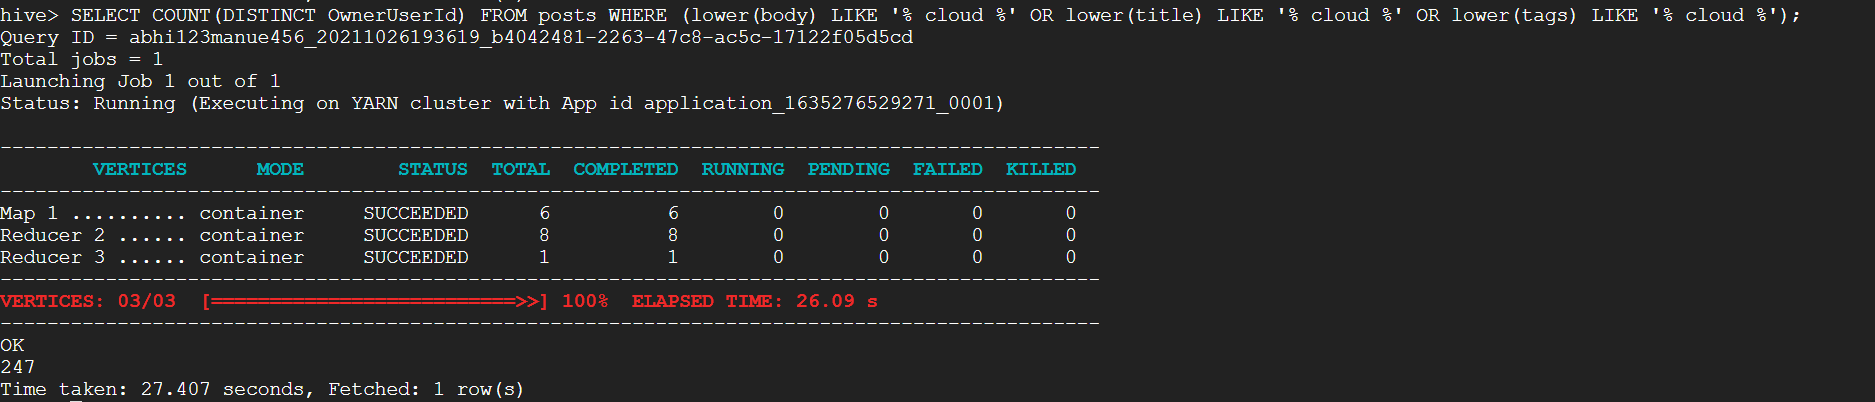 hive> SELECT COUNT(DISTINCT OwnerUserId) FROM posts WHERE (lower(body) LIKE '% cloud %' OR lower(title) LIKE '% cloud %' OR lower(tags) LIKE '% cloud %');
Query ID = abhi123manue456_20211026193619_b4042481-2263-47c8-ac5c-17122f05d5cd
Total jobs = 1
Launching Job 1 out of 1
Status: Running (Executing on YARN cluster with App id application_1635276529271_0001)
----------------------------------------------------------------------------------------------
        VERTICES      MODE        STATUS  TOTAL  COMPLETED  RUNNING  PENDING  FAILED  KILLED
----------------------------------------------------------------------------------------------
Map 1 .......... container     SUCCEEDED      6          6        0        0       0       0
Reducer 2 ...... container     SUCCEEDED      8          8        0        0       0       0
Reducer 3 ...... container     SUCCEEDED      1          1        0        0       0       0
----------------------------------------------------------------------------------------------
VERTICES: 03/03  [==========================>>] 100%  ELAPSED TIME: 26.09 s
----------------------------------------------------------------------------------------------
OK
247
Time taken: 27.407 seconds, Fetched: 1 row(s)